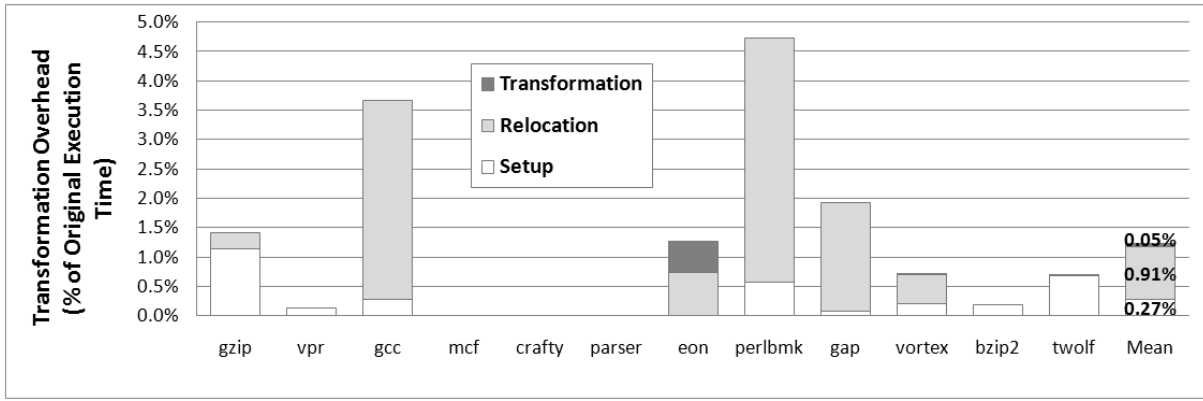 Transformation Overhead
(% of Original Execution
Time)
5.0%
4.5%
4.0%
3.5%
3.0%
2.5%
2.0%
1.5%
1.0%
0.5%
0.0%
Transformation
Relocation
Setup
0.05%
0.91%
0.27%
gzip vpr gcc mcf crafty parser eon perlbmk gap vortex bzip2 twolf Mean